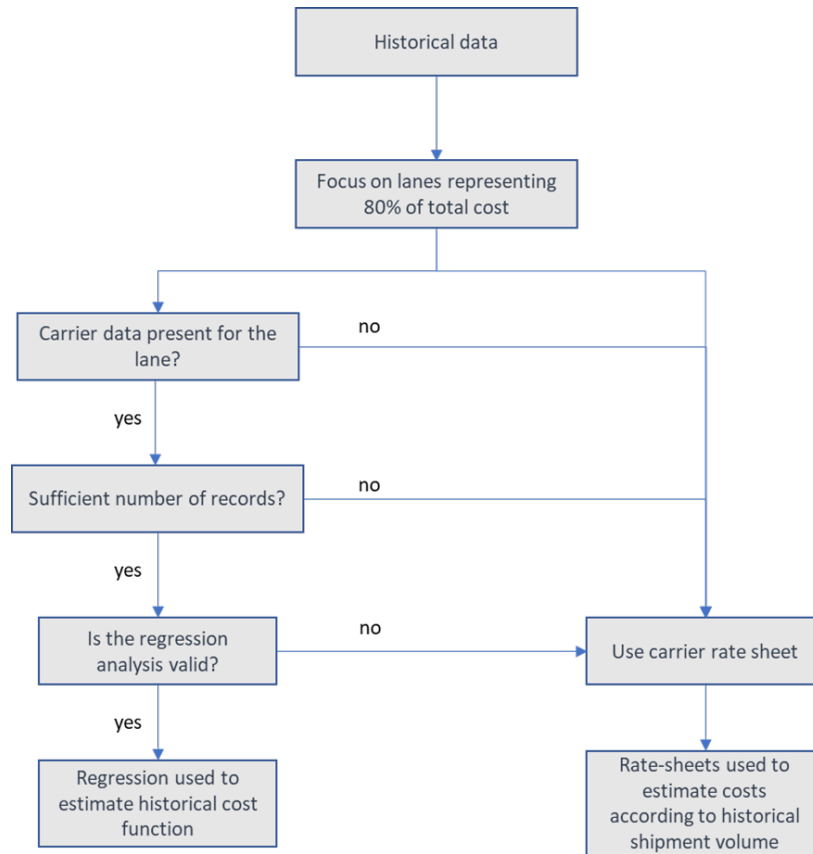 Historical data
Focus on lanes representing
80% of total cost
Carrier data present for the
lane?
no
yes
Sufficient number of records?
no
yes
Is the regression
analysis valid?
no
Use carrier rate sheet
yes
Regression used to
estimate historical cost
function
Rate-sheets used to
estimate costs
according to historical
shipment volume